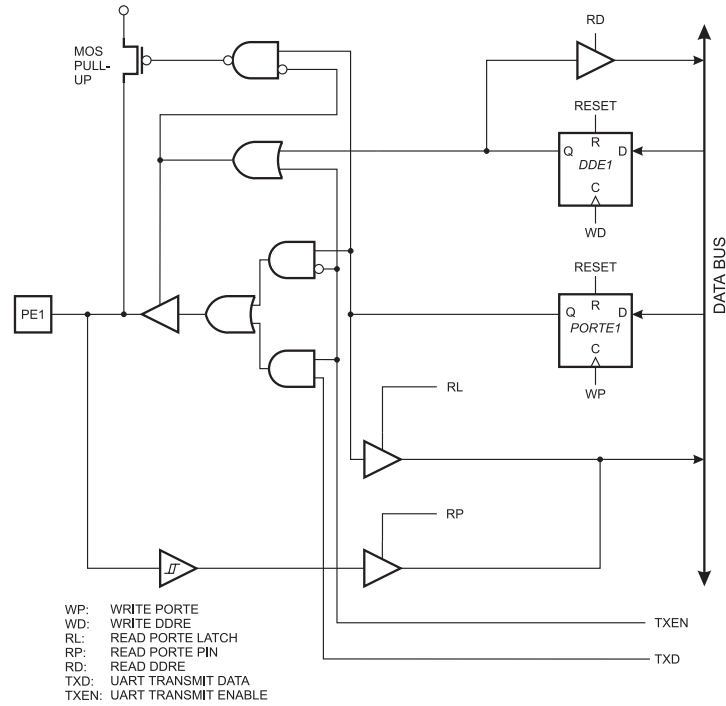 RD
MOS
PULL-
UP
RESET
R
Q
D
DDE1
C
WD
RESET
R
PE1
Q
D
PORTE1
C
WP
DATA BUS
RL
RP
WP: WRITE PORTE
WD: WRITE DDRE
RL: READ PORTE LATCH
RP: READ PORTE PIN
RD: READ DDRE
TXD: UART TRANSMIT DATA
TXEN: UART TRANSMIT ENABLE
TXEN
TXD